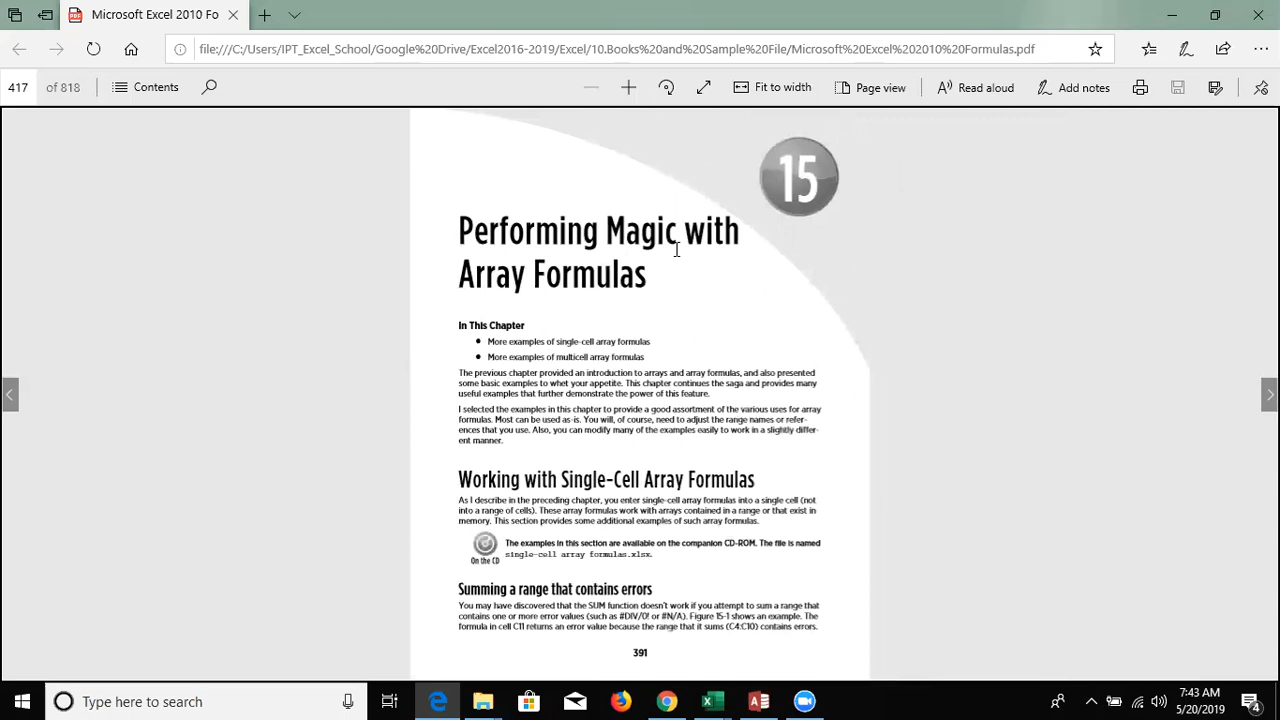 Microsoft Excel 2010 Fo
file:///C:/Users/IPT_Excel_School/Google%20Drive/Excel2016-2019/Excel/10.Books%20and%20Sample%20File/Microsoft%20Excel%202010%20Formulas.pdf
417 of 818 Contents Fit to width Page view Read aloud Add notes
15
Performing Magic with
Array Formulas
In This Chapter
● More examples of single-cell array formulas
● More examples of multicell array formulas
The previous chapter provided an introduction to arrays and array formulas, and also presented
some basic examples to whet your appetite. This chapter continues the saga and provides many
useful examples that further demonstrate the power of this feature.
I selected the examples in this chapter to provide a good assortment of the various uses for array
formulas. Most can be used as-is. You will, of course, need to adjust the range names or refer-
ences that you use. Also, you can modify many of the examples easily to work in a slightly differ-
ent manner.
Working with Single-Cell Array Formulas
As I describe in the preceding chapter, you enter single-cell array formulas into a single cell (not
into a range of cells). These array formulas work with arrays contained in a range or that exist in
memory. This section provides some additional examples of such array formulas.
The examples in this section are available on the companion CD-ROM. The file is named
single-cell array formulas.xlsx.
On the CD
Summing a range that contains errors
You may have discovered that the SUM function doesn't work if you attempt to sum a range that
contains one or more error values (such as #DIV/0! or #N/A). Figure 15-1 shows an example. The
formula in cell C11 returns an error value because the range that it sums (C4:C10) contains errors.
391
Type here to search
7:43 AM
5/20/2019
4